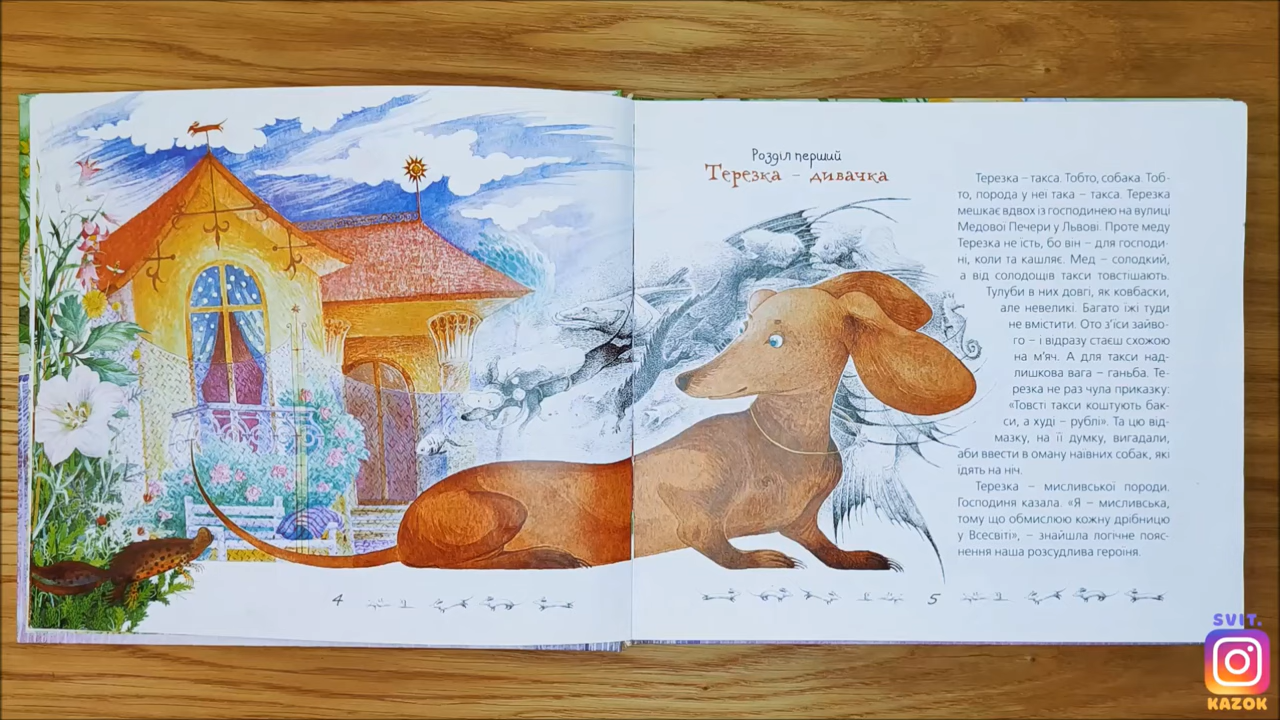 Розділ перший
Терезка – дивачка
Терезка – такса. Тобто, собака. Тоб-
то, порода у неї така – такса. Терезка
мешкає вдвох із господинею на вулиці
Медової Печери у Львові. Проте меду
Терезка не їсть, бо він – для господи-
ні, коли та кашляє. Мед – солодкий,
а від солодощів такси товстішають.
Тулуби в них довгі, як ковбаски,
але невеликі. Багато їжі туди
не вмістити. Ото з'їси зайво-
го – і відразу стаєш схожою
на м'яч. А для такси над-
лишкова вага – ганьба. Те-
резка не раз чула приказку:
«Товсті такси коштують бак-
си, а худі – рублі». Та цю від-
мазку, на її думку, вигадали,
аби ввести в оману наївних собак, які
їдять на ніч.
Терезка – мисливської породи.
Господиня казала. «Я – мисливська,
тому що обмислюю кожну дрібницю
у Всесвіті», – знайшла логічне пояс-
нення наша розсудлива героїня.
4
5
SVIT.
KAZOK